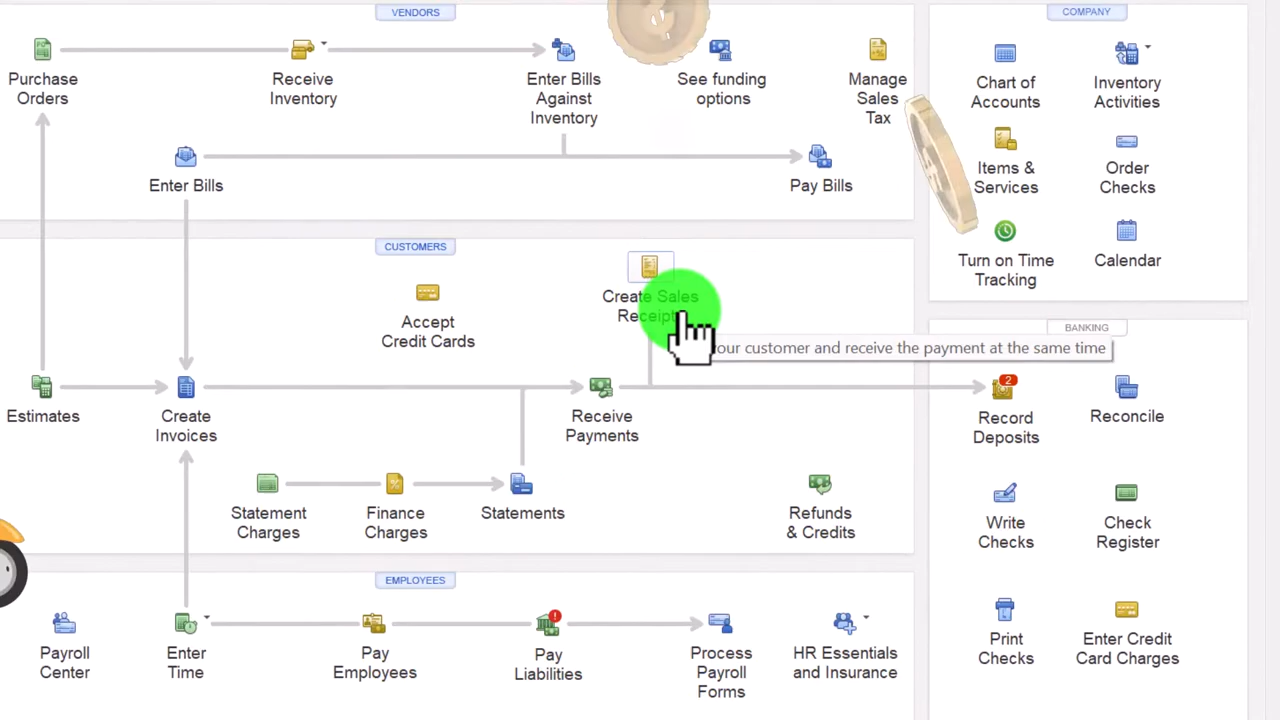 VENDORS
Purchase
Orders
Receive
Inventory
Enter Bills
Against
Inventory
See funding
options
Manage
Sales
Tax
Enter Bills
Pay Bills
COMPANY
Chart of
Accounts
Inventory
Activities
Items &
Services
Order
Checks
Turn on Time
Tracking
Calendar
CUSTOMERS
Create Sales
Receipts
Accept
Credit Cards
our customer and receive the payment at the same time
Estimates
Create
Invoices
Receive
Payments
Statement
Charges
Finance
Charges
Statements
Refunds
& Credits
BANKING
2
Record
Deposits
Reconcile
Write
Checks
Check
Register
Print
Checks
Enter Credit
Card Charges
EMPLOYEES
Payroll
Center
Enter
Time
Pay
Employees
Pay
Liabilities
Process
Payroll
Forms
HR Essentials
and Insurance